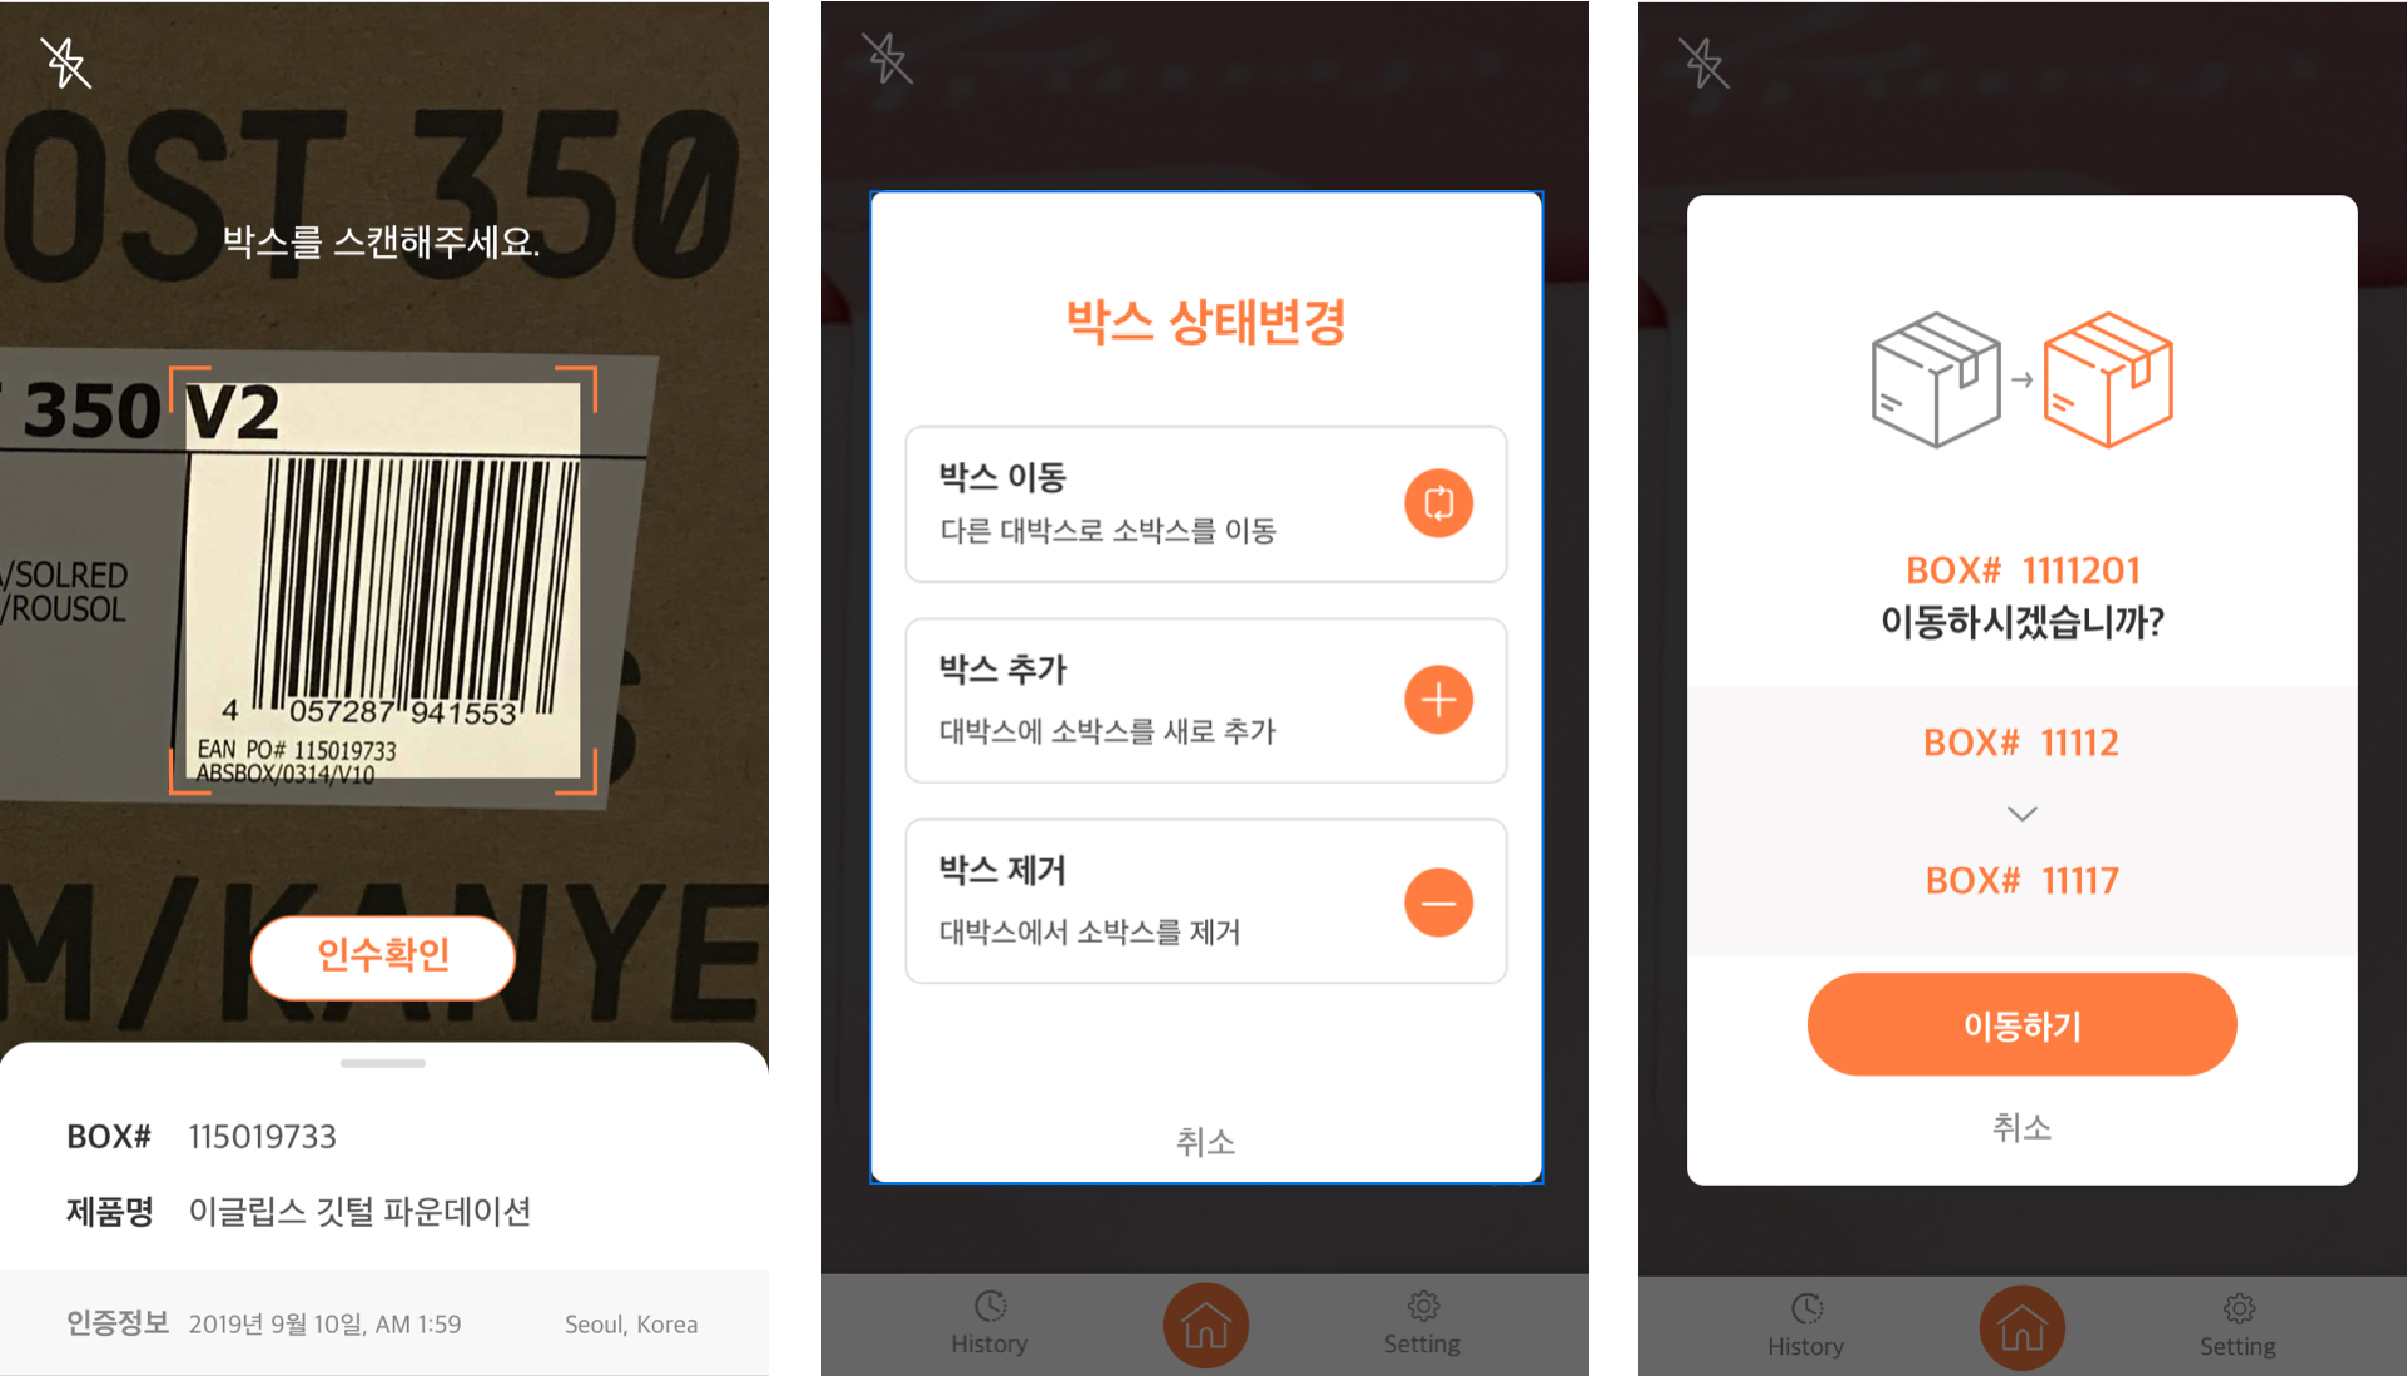 OST 350
박스를 스캔해주세요.
350 V2
/SOLRED
/ROUSOL
4 057287 941553
EAN PO# 115019733
ABSBOX/0314/V10
M/KANYE
인수확인
BOX# 115019733
제품명 이글립스 깃털 파운데이션
인증정보 2019년 9월 10일, AM 1:59 Seoul, Korea
박스 상태변경
박스 이동
다른 대박스로 소박스를 이동
박스 추가
대박스에 소박스를 새로 추가
박스 제거
대박스에서 소박스를 제거
취소
History
Setting
BOX# 1111201
이동하시겠습니까?
BOX# 11112
BOX# 11117
이동하기
취소
History
Setting